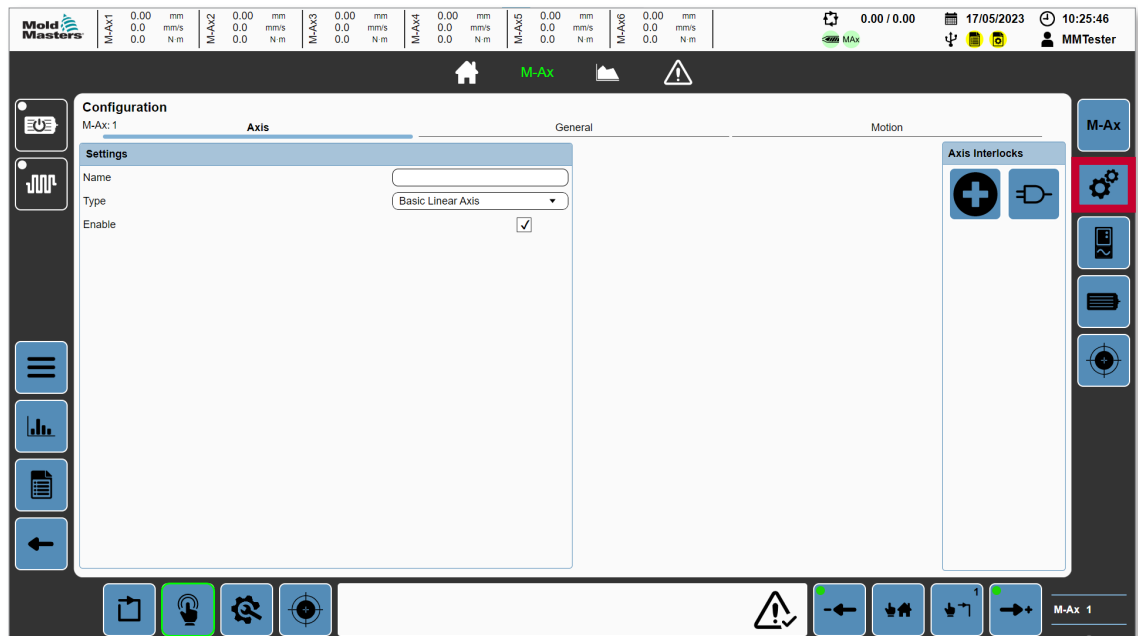 Mold
Masters
M-Ax1 0.00 mm
0.0 mm/s
0.0 N·m
M-Ax2 0.00 mm
0.0 mm/s
0.0 N·m
M-Ax3 0.00 mm
0.0 mm/s
0.0 N·m
M-Ax4 0.00 mm
0.0 mm/s
0.0 N·m
M-Ax5 0.00 mm
0.0 mm/s
0.0 N·m
M-Ax6 0.00 mm
0.0 mm/s
0.0 N·m
0.00 / 0.00
MAx
17/05/2023
10:25:46
MMTester
M-Ax
Configuration
M-Ax: 1 Axis General Motion
Settings
Name
Type Basic Linear Axis
Enable
Axis Interlocks
M-Ax
1
M-Ax 1